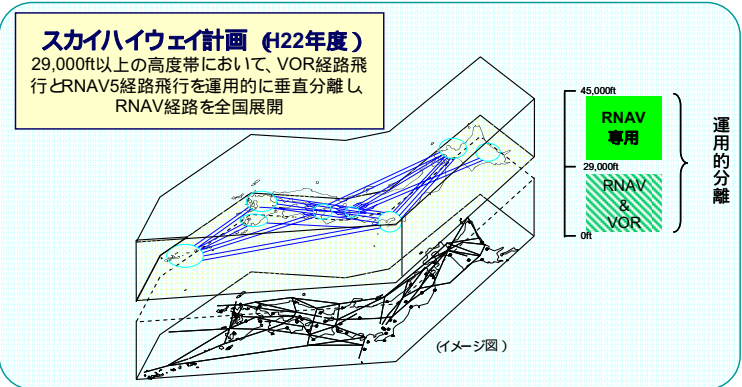 スカイハイウェイ計画 (H22年度)
29,000ft以上の高度帯において、VOR経路飛
行とRNAV5経路飛行を運用的に垂直分離し、
RNAV経路を全国展開
45,000ft
RNAV
専用
29,000ft
RNAV
&
VOR
0ft
運用的分離
(イメージ図)